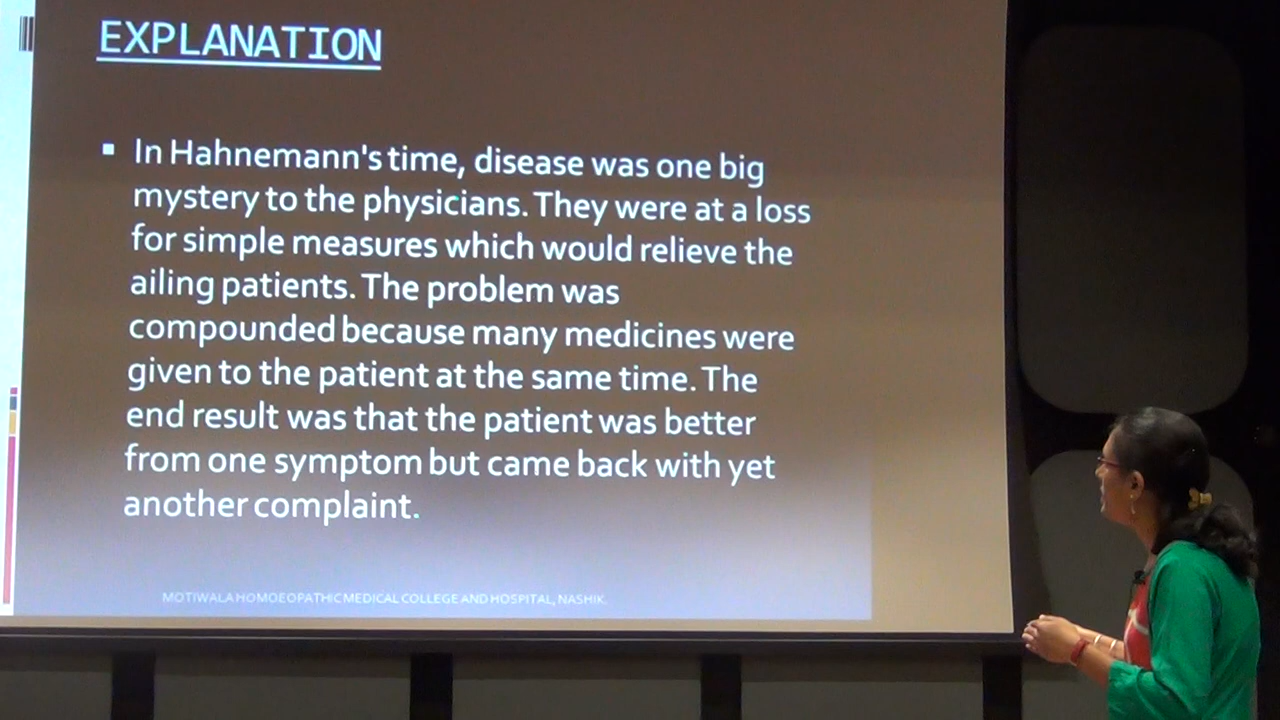 EXPLANATION
In Hahnemann's time, disease was one big
mystery to the physicians. They were at a loss
for simple measures which would relieve the
ailing patients. The problem was
compounded because many medicines were
given to the patient at the same time. The
end result was that the patient was better
from one symptom but came back with yet
another complaint.
MOTIWALA HOMOEOPATHIC MEDICAL COLLEGE AND HOSPITAL, NASHIK.